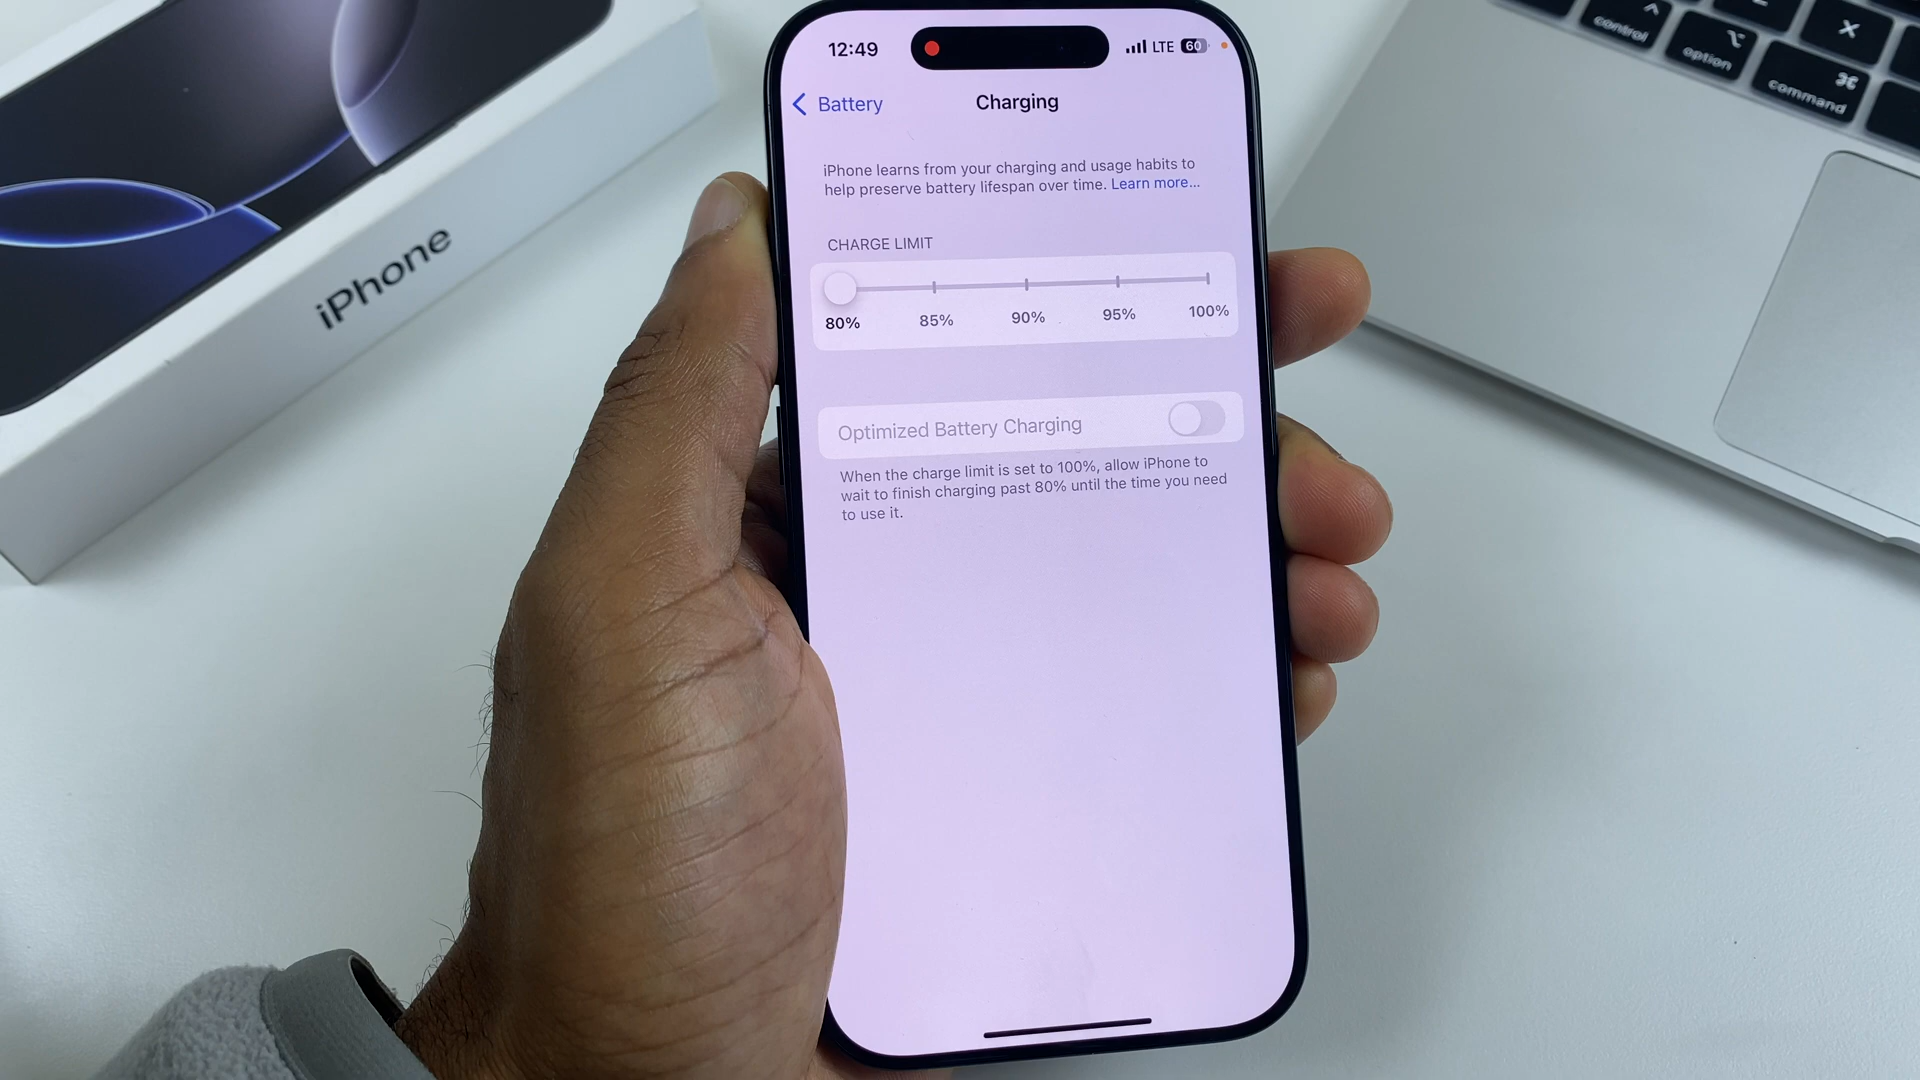 iPhone
12:49
LTE 60
Battery
Charging
iPhone learns from your charging and usage habits to
help preserve battery lifespan over time. Learn more...
CHARGE LIMIT
80% 85% 90% 95% 100%
Optimized Battery Charging
When the charge limit is set to 100%, allow iPhone to
wait to finish charging past 80% until the time you need
to use it.
^
control
⌥
option
⌘
command
X